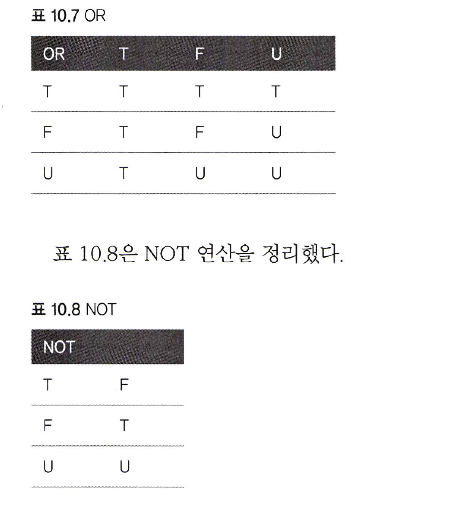 표 10.7 OR
OR T F U
T T T T
F T F U
U T U U
표 10.8은 NOT 연산을 정리했다.
표 10.8 NOT
NOT
T F
F T
U U